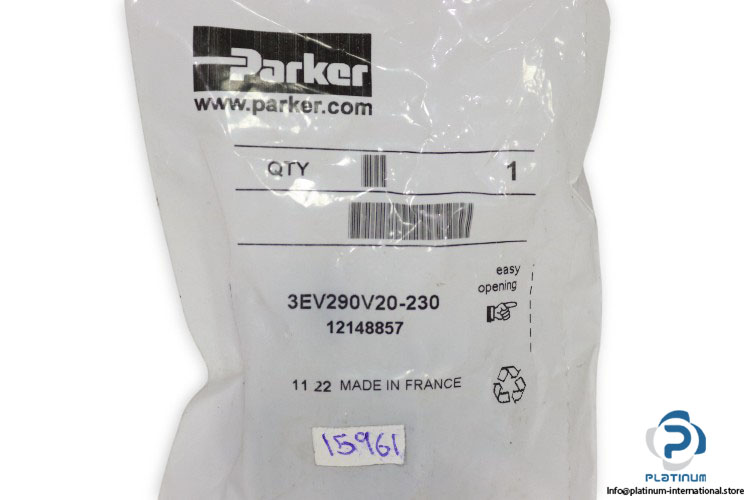 Parker
www.parker.com
QTY 1
easy
opening
3EV290V20-230
12148857
11 22 MADE IN FRANCE
15961
P
PLATINUM
Info@platinum-international.store